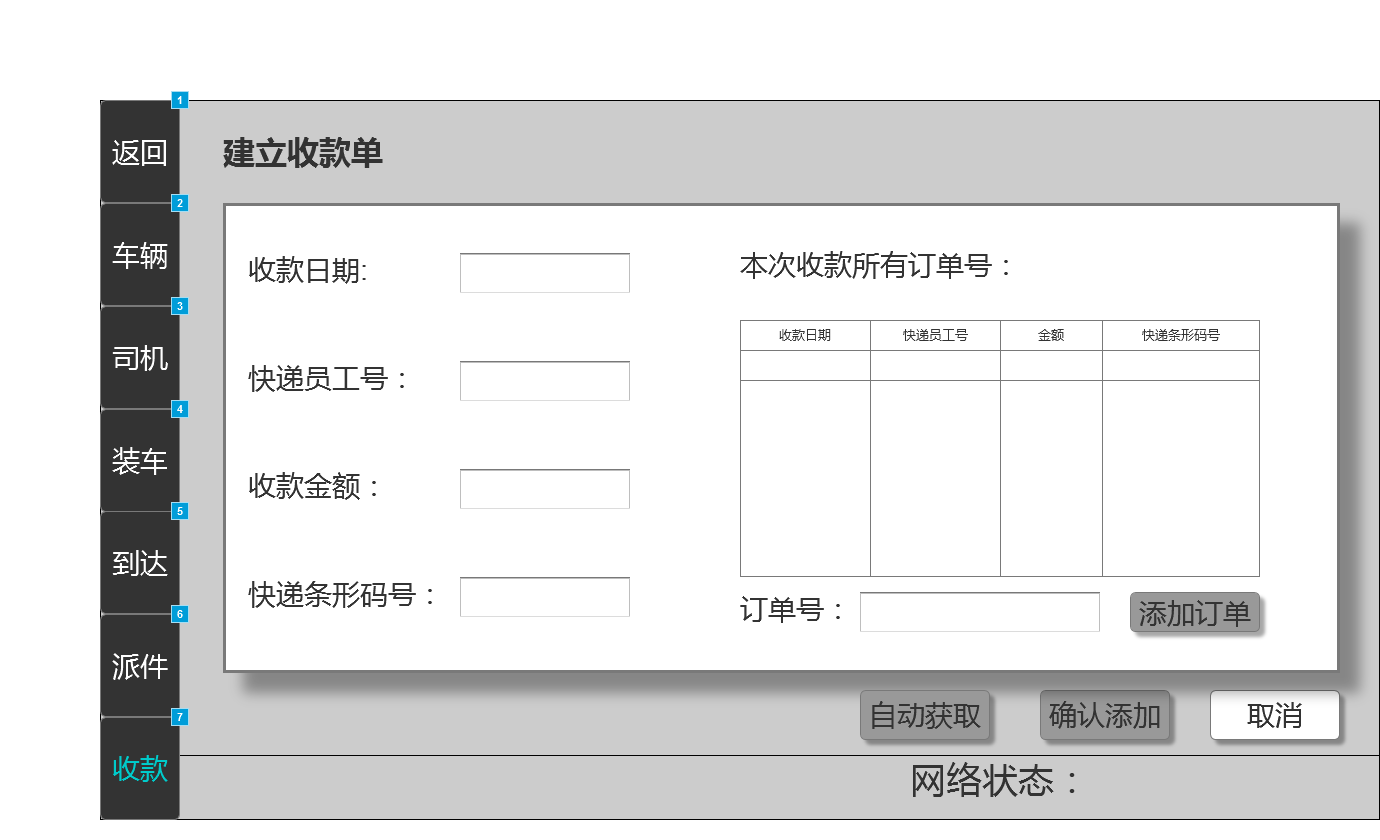 1
返回
2
车辆
3
司机
4
装车
5
到达
6
派件
7
收款
建立收款单
收款日期:
快递员工号：
收款金额：
快递条形码号：
本次收款所有订单号：
收款日期 快递员工号 金额 快递条形码号
订单号： 添加订单
自动获取 确认添加 取消
网络状态：